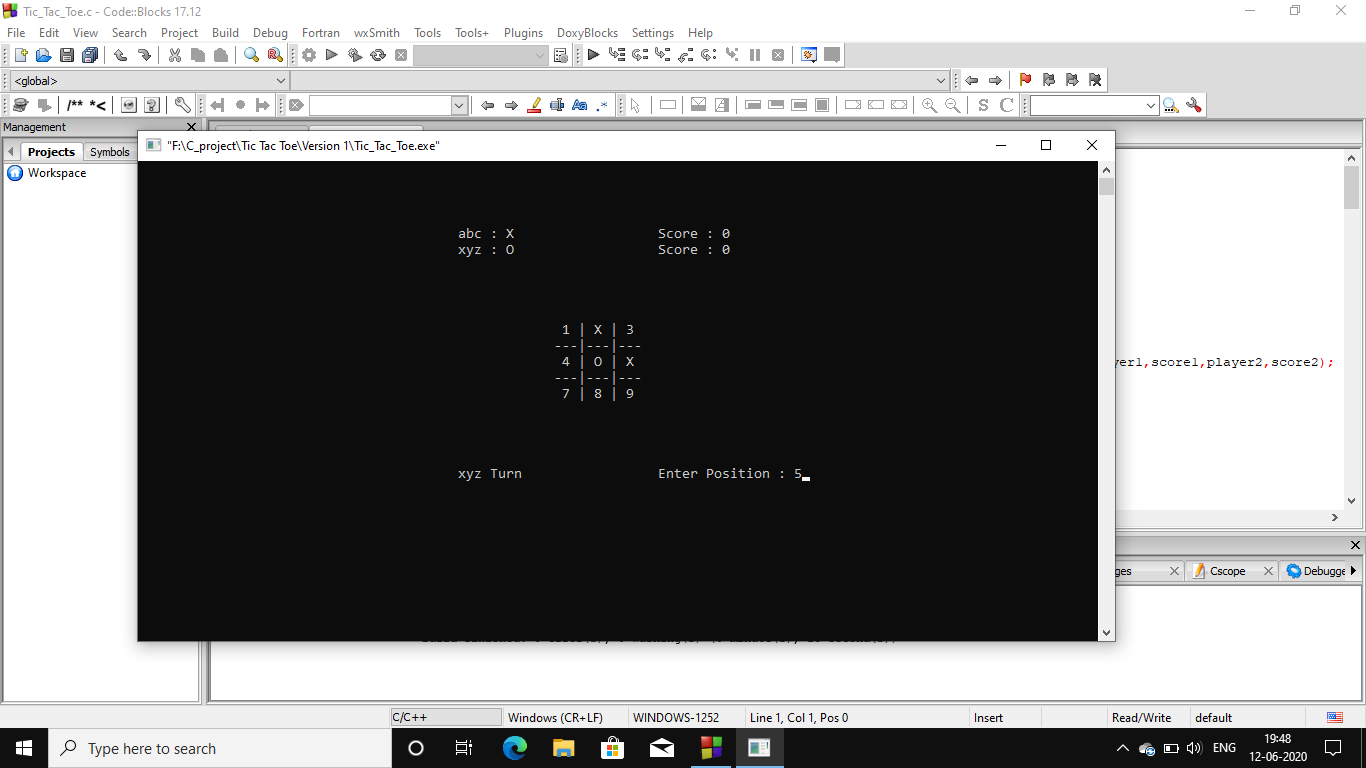 Tic_Tac_Toe.c - Code::Blocks 17.12
File Edit View Search Project Build Debug Fortran wxSmith Tools Tools+ Plugins DoxyBlocks Settings Help
<global>
/** *<
Aa .*
S C
Management
Projects Symbols
Workspace
"F:\C_project\Tic Tac Toe\Version 1\Tic_Tac_Toe.exe"
abc : X Score : 0
xyz : O Score : 0
1 | X | 3
---|---|---
4 | O | X
---|---|---
7 | 8 | 9
yer1,score1,player2,score2);
xyz Turn Enter Position : 5
ges Cscope Debugge
C/C++ Windows (CR+LF) WINDOWS-1252 Line 1, Col 1, Pos 0 Insert Read/Write default
Type here to search
ENG
19:48
12-06-2020